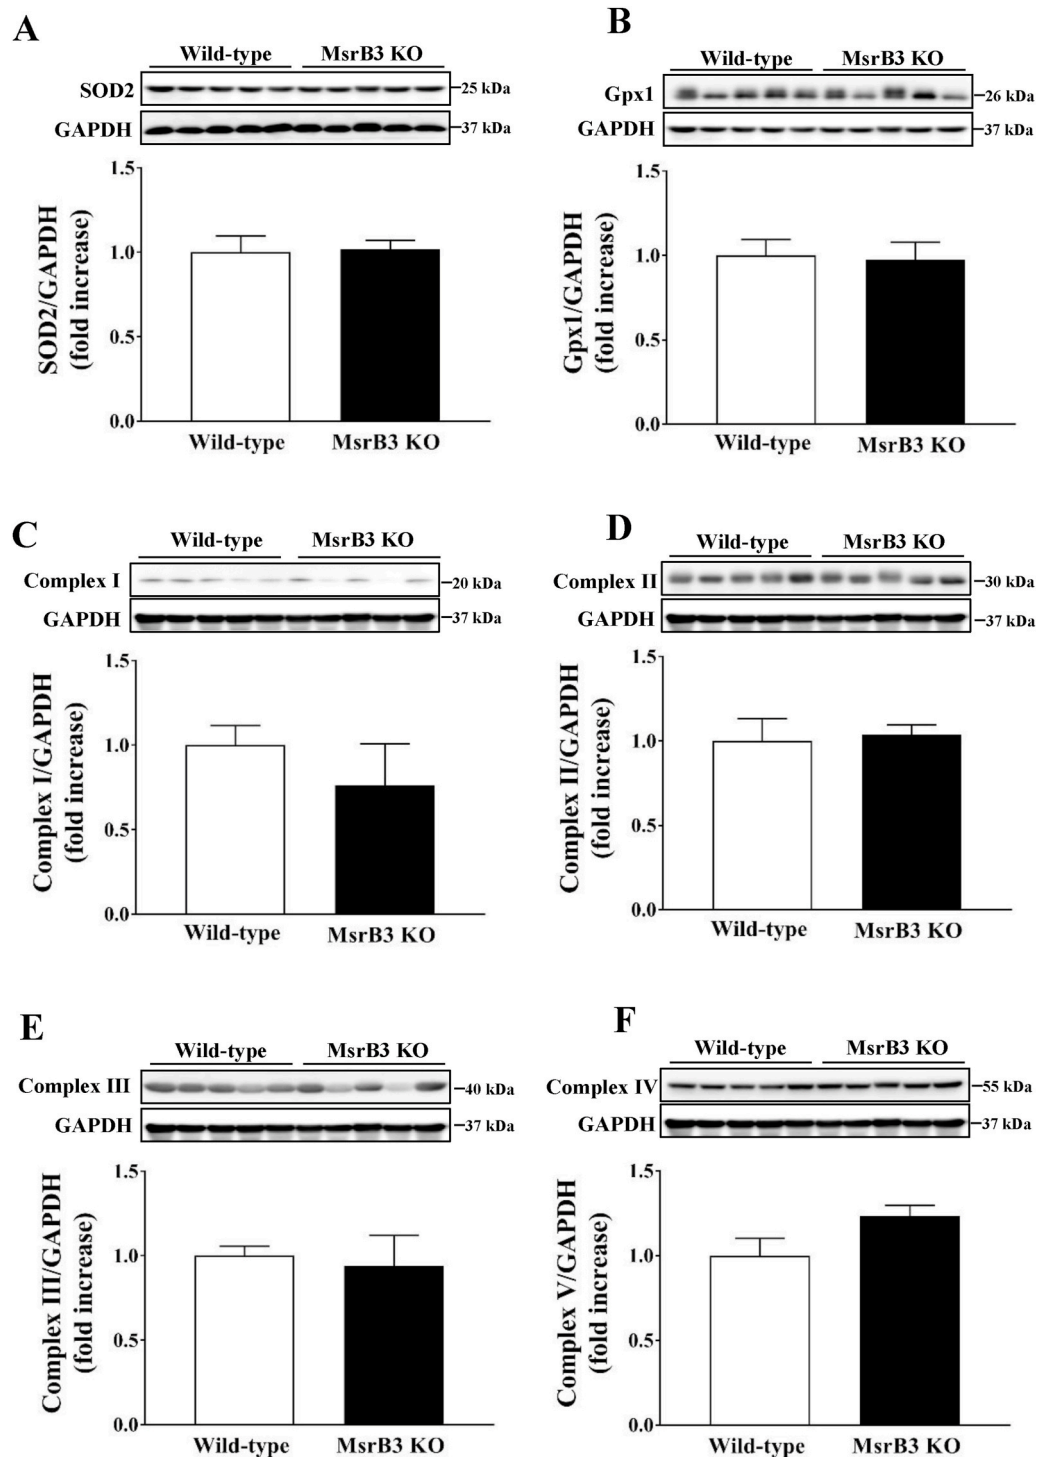 A
Wild-type MsrB3 KO
SOD2
25 kDa
GAPDH
37 kDa
SOD2/GAPDH
(fold increase)
1.5
1.0
0.5
0.0
Wild-type MsrB3 KO
B
Wild-type MsrB3 KO
Gpx1
26 kDa
GAPDH
37 kDa
Gpx1/GAPDH
(fold increase)
1.5
1.0
0.5
0.0
Wild-type MsrB3 KO
C
Wild-type MsrB3 KO
Complex I
20 kDa
GAPDH
37 kDa
Complex I/GAPDH
(fold increase)
1.5
1.0
0.5
0.0
Wild-type MsrB3 KO
D
Wild-type MsrB3 KO
Complex II
30 kDa
GAPDH
37 kDa
Complex II/GAPDH
(fold increase)
1.5
1.0
0.5
0.0
Wild-type MsrB3 KO
E
Wild-type MsrB3 KO
Complex III
40 kDa
GAPDH
37 kDa
Complex III/GAPDH
(fold increase)
1.5
1.0
0.5
0.0
Wild-type MsrB3 KO
F
Wild-type MsrB3 KO
Complex IV
55 kDa
GAPDH
37 kDa
Complex V/GAPDH
(fold increase)
1.5
1.0
0.5
0.0
Wild-type MsrB3 KO